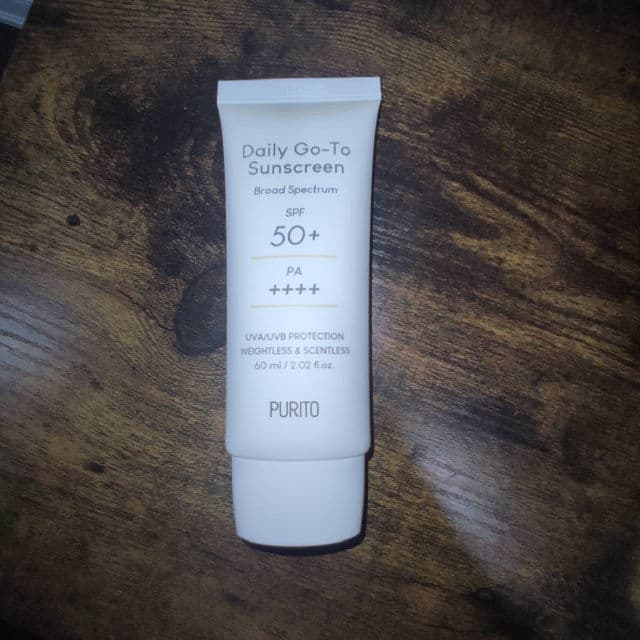 Daily Go-To
Sunscreen
Broad Spectrum
SPF
50+
PA
++++
UVA/UVB PROTECTION
WEIGHTLESS & SCENTLESS
60 ml / 2.02 fl.oz.
PURITO